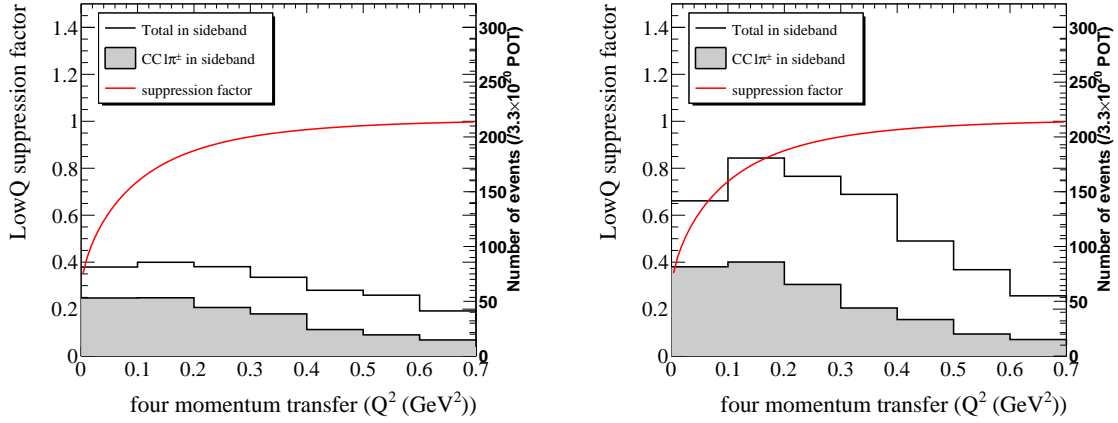 LowQ suppression factor
1.4
1.2
1
0.8
0.6
0.4
0.2
0
Total in sideband
CC1π± in sideband
suppression factor
300
250
200
150
100
50
0
Number of events (/3.3×10²⁰ POT)
0 0.1 0.2 0.3 0.4 0.5 0.6 0.7
four momentum transfer (Q² (GeV²))
LowQ suppression factor
1.4
1.2
1
0.8
0.6
0.4
0.2
0
Total in sideband
CC1π± in sideband
suppression factor
300
250
200
150
100
50
0
Number of events (/3.3×10²⁰ POT)
0 0.1 0.2 0.3 0.4 0.5 0.6 0.7
four momentum transfer (Q² (GeV²))